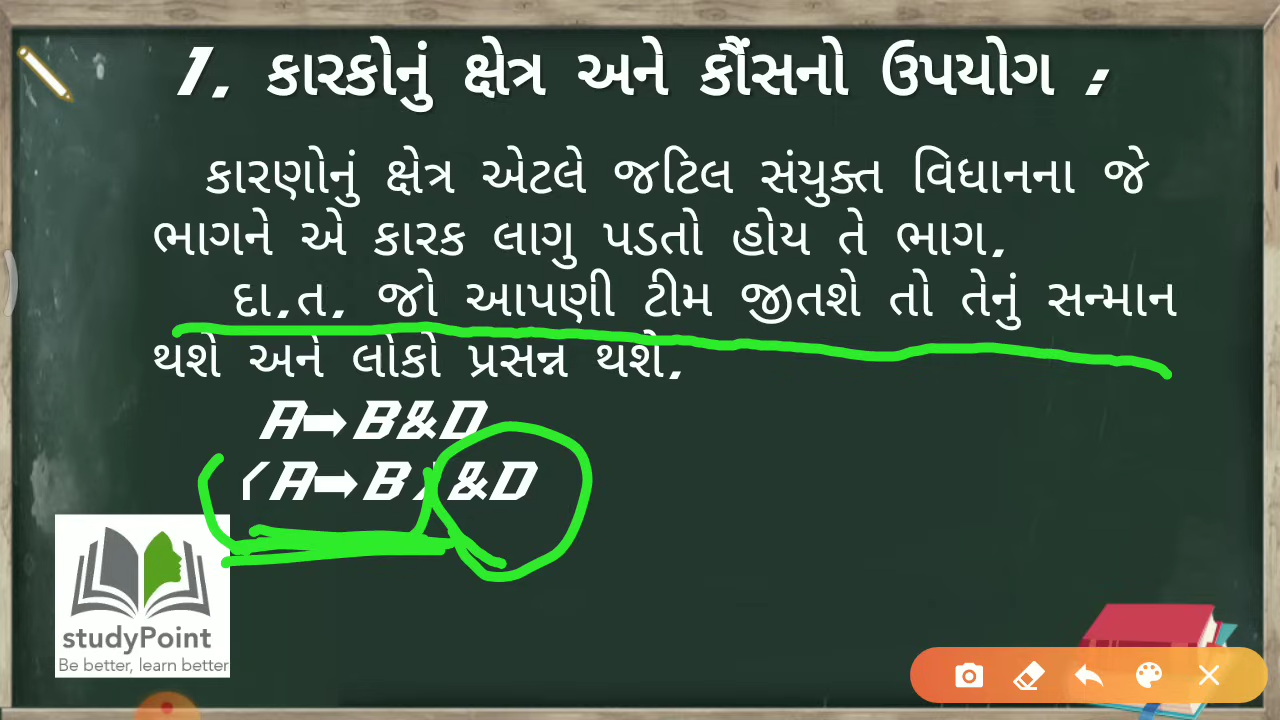 1. કારકોનું ક્ષેત્ર અને કૌંસનો ઉપયોગ :
કારણોનું ક્ષેત્ર એટલે જટિલ સંયુક્ત વિધાનના જે
ભાગને એ કારક લાગુ પડતો હોય તે ભાગ.
દા.ત. જો આપણી ટીમ જીતશે તો તેનું સન્માન
થશે અને લોકો પ્રસન્ન થશે.
A➡B&D
(A➡B)&D
studyPoint
Be better, learn better